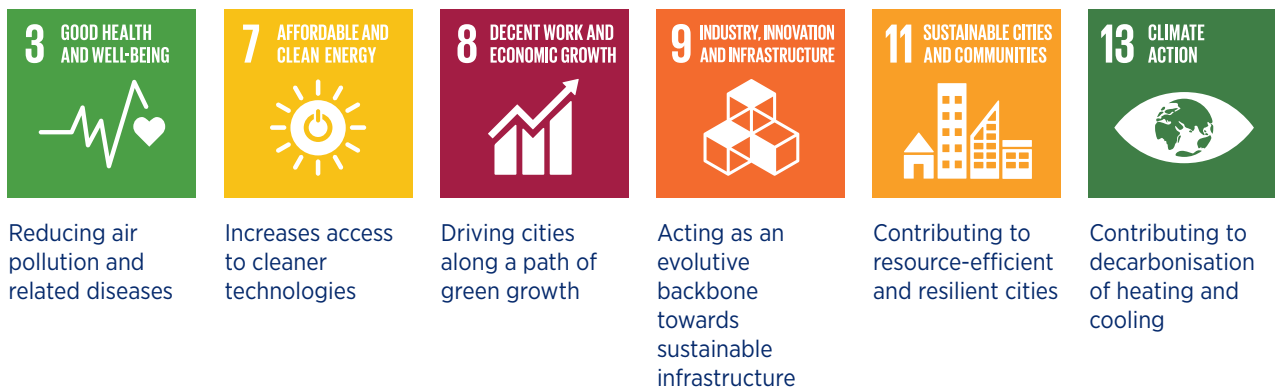 3 GOOD HEALTH
AND WELL-BEING
Reducing air
pollution and
related diseases
7 AFFORDABLE AND
CLEAN ENERGY
Increases access
to cleaner
technologies
8 DECENT WORK AND
ECONOMIC GROWTH
Driving cities
along a path of
green growth
9 INDUSTRY, INNOVATION
AND INFRASTRUCTURE
Acting as an
evolutive
backbone
towards
sustainable
infrastructure
11 SUSTAINABLE CITIES
AND COMMUNITIES
Contributing to
resource-efficient
and resilient cities
13 CLIMATE
ACTION
Contributing to
decarbonisation
of heating and
cooling